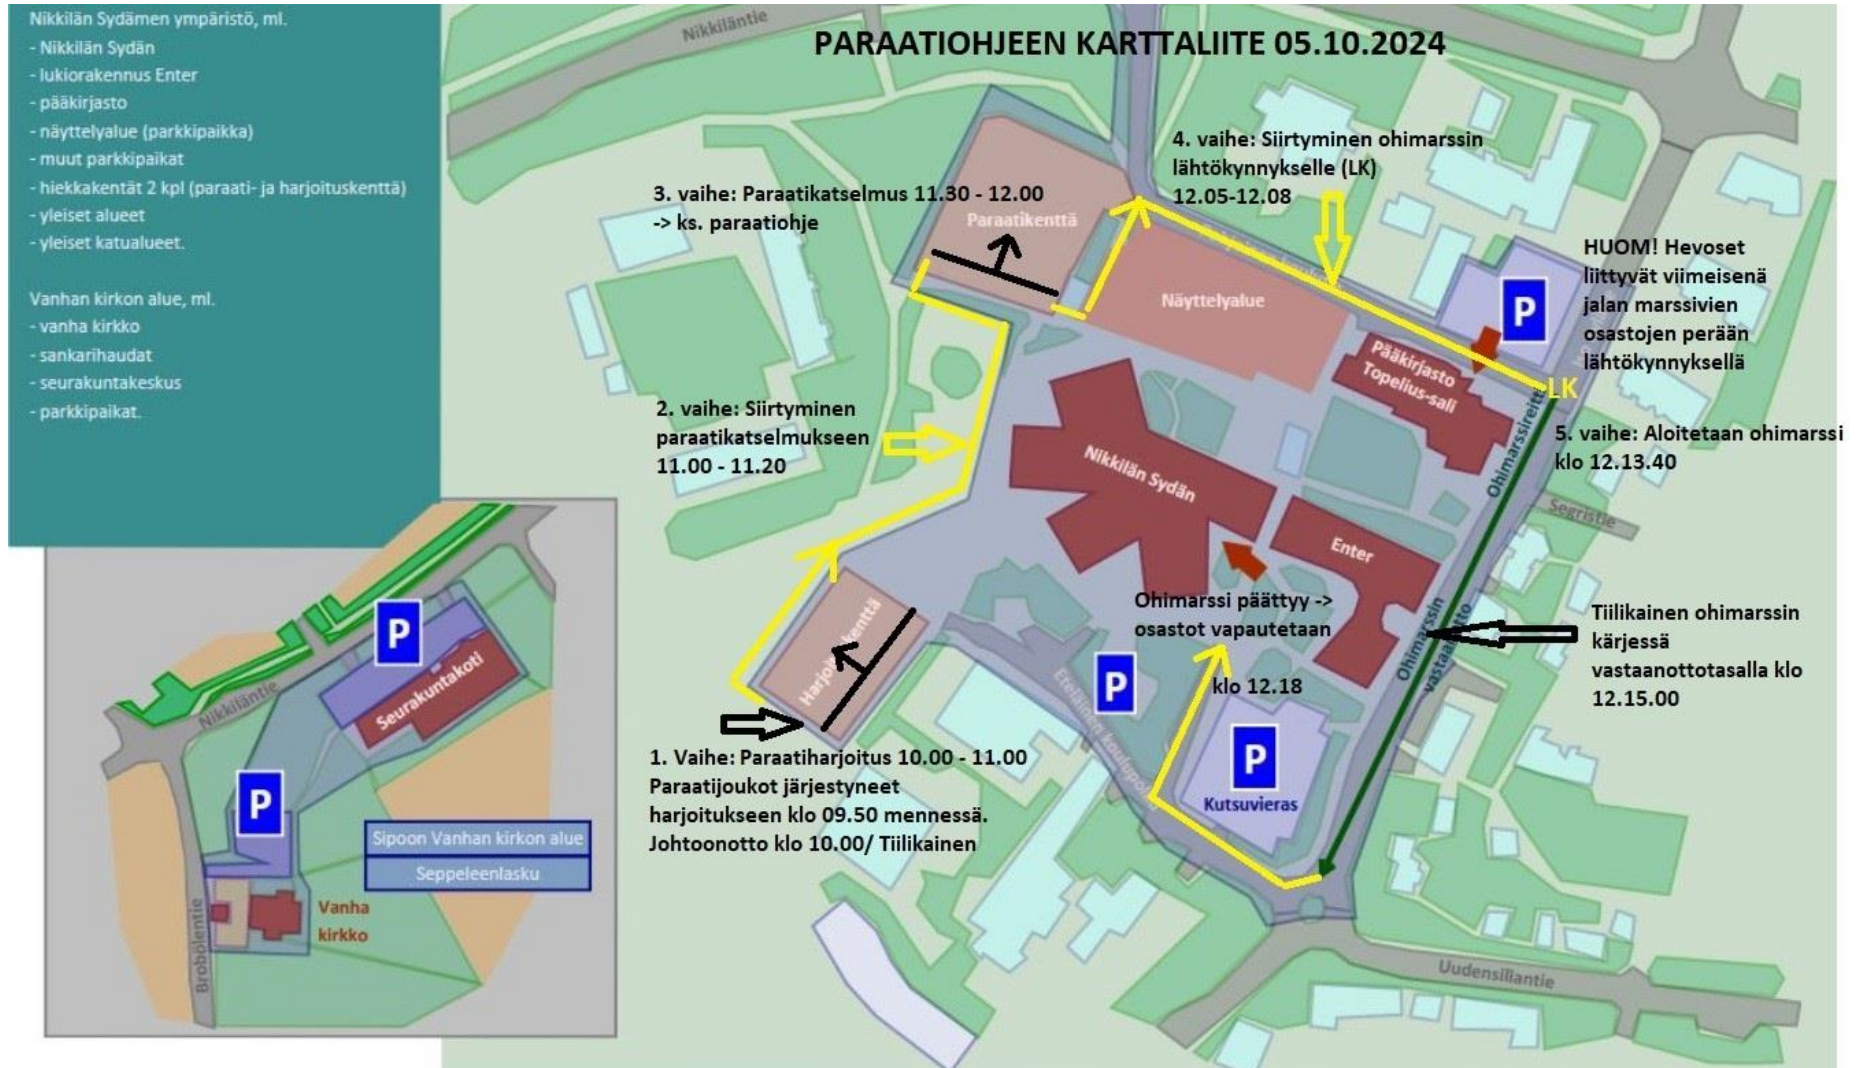 Nikkilän Sydämen ympäristö, ml.
- Nikkilän Sydän
- lukiorakennus Enter
- pääkirjasto
- näyttelyalue (parkkipaikka)
- muut parkkipaikat
- hiekkakentät 2 kpl (paraati- ja harjoituskenttä)
- yleiset alueet
- yleiset katualueet.
Vanhan kirkon alue, ml.
- vanha kirkko
- sankarihaudat
- seurakuntakeskus
- parkkipaikat.
PARAATIOHJEEN KARTTALIITE 05.10.2024
Nikkiläntie
4. vaihe: Siirtyminen ohimarssin
lähtökynnykselle (LK)
12.05-12.08
3. vaihe: Paraatikatselmus 11.30 - 12.00
-> ks. paraatiohje
Paraatikenttä
Näyttelyalue
P
HUOM! Hevoset
liittyvät viimeisenä
jalan marssivien
osastojen perään
lähtökynnyksellä
Pääkirjasto
Topelius-sali
LK
2. vaihe: Siirtyminen
paraatikatselmukseen
11.00 - 11.20
5. vaihe: Aloitetaan ohimarssi
klo 12.13.40
Ohimarssireitti
Nikkilän Sydän
Segristie
Enter
Ohimarssi päättyy ->
osastot vapautetaan
klo 12.18
Tiilikainen ohimarssin
kärjessä
vastaanottotasalla klo
12.15.00
Ohimarssin
P
Eteläinen koulupolku
P
Kutsuvieras
1. Vaihe: Paraatiharjoitus 10.00 - 11.00
Paraatijoukot järjestyneet
harjoitukseen klo 09.50 mennessä.
Johtoonotto klo 10.00/ Tiilikainen
Uudensillantie
P
Seurakuntakoti
Nikkiläntie
P
Sipoon Vanhan kirkon alue
Seppeleenlasku
Vanha
kirkko
Brobölentie